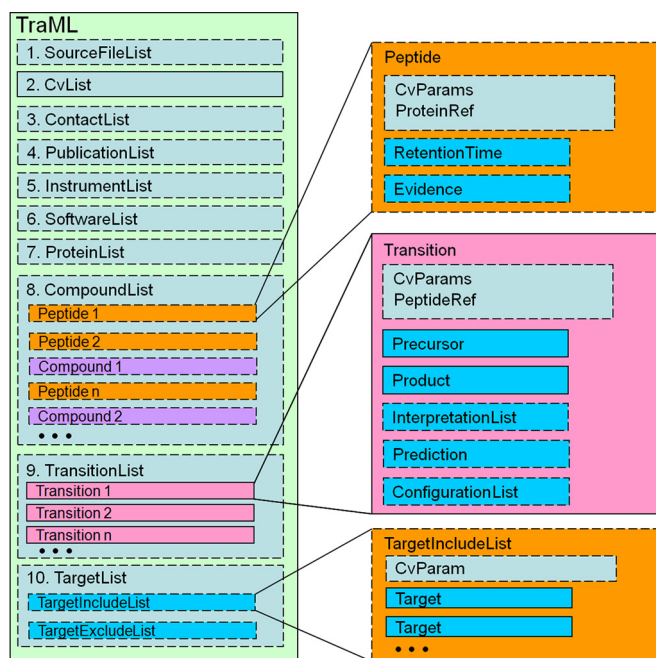 TraML
1. SourceFileList
2. CvList
3. ContactList
4. PublicationList
5. InstrumentList
6. SoftwareList
7. ProteinList
8. CompoundList
Peptide 1
Peptide 2
Compound 1
Peptide n
Compound 2
• • •
9. TransitionList
Transition 1
Transition 2
Transition n
• • •
10. TargetList
TargetIncludeList
TargetExcludeList
Peptide
CvParams
ProteinRef
RetentionTime
Evidence
Transition
CvParams
PeptideRef
Precursor
Product
InterpretationList
Prediction
ConfigurationList
TargetIncludeList
CvParam
Target
Target
• • •